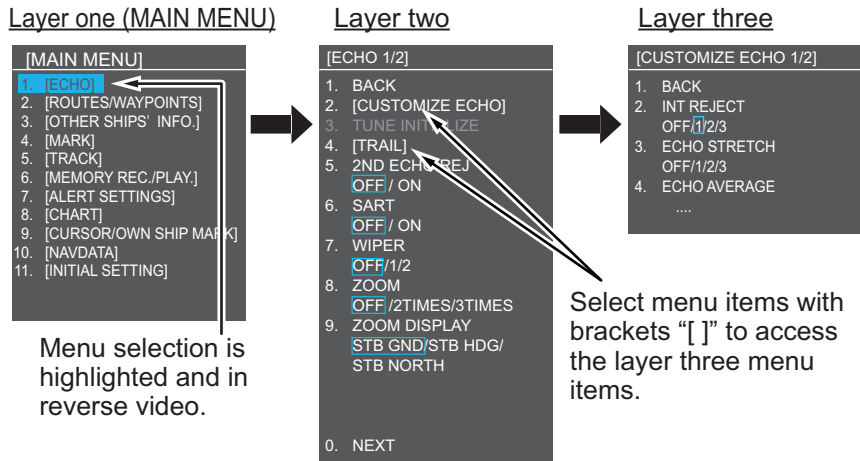 Layer one (MAIN MENU)
[MAIN MENU]
1. [ECHO]
2. [ROUTES/WAYPOINTS]
3. [OTHER SHIPS' INFO.]
4. [MARK]
5. [TRACK]
6. [MEMORY REC./PLAY.]
7. [ALERT SETTINGS]
8. [CHART]
9. [CURSOR/OWN SHIP MARK]
10. [NAVDATA]
11. [INITIAL SETTING]
Menu selection is
highlighted and in
reverse video.
Layer two
[ECHO 1/2]
1. BACK
2. [CUSTOMIZE ECHO]
3. TUNE INITIALIZE
4. [TRAIL]
5. 2ND ECHO REJ
OFF / ON
6. SART
OFF / ON
7. WIPER
OFF/1/2
8. ZOOM
OFF /2TIMES/3TIMES
9. ZOOM DISPLAY
STB GND/STB HDG/
STB NORTH
0. NEXT
Layer three
[CUSTOMIZE ECHO 1/2]
1. BACK
2. INT REJECT
OFF/1/2/3
3. ECHO STRETCH
OFF/1/2/3
4. ECHO AVERAGE
....
Select menu items with
brackets “[ ]” to access
the layer three menu
items.